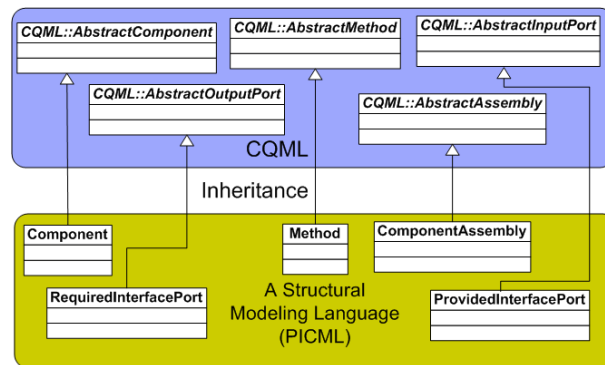 CQML::AbstractComponent
CQML::AbstractMethod
CQML::AbstractInputPort
CQML::AbstractOutputPort
CQML::AbstractAssembly
CQML
Inheritance
Component
Method
ComponentAssembly
RequiredInterfacePort
A Structural
Modeling Language
(PICML)
ProvidedInterfacePort